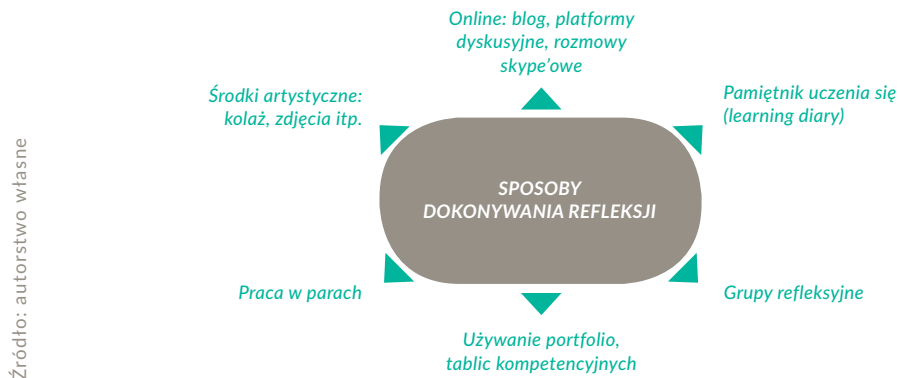 Online: blog, platformy
dyskusyjne, rozmowy
skype’owe
Środki artystyczne:
kolaż, zdjęcia itp.
Pamiętnik uczenia się
(learning diary)
SPOSOBY
DOKONYWANIA REFLEKSJI
Praca w parach
Grupy refleksyjne
Używanie portfolio,
tablic kompetencyjnych
Źródło: autorstwo własne